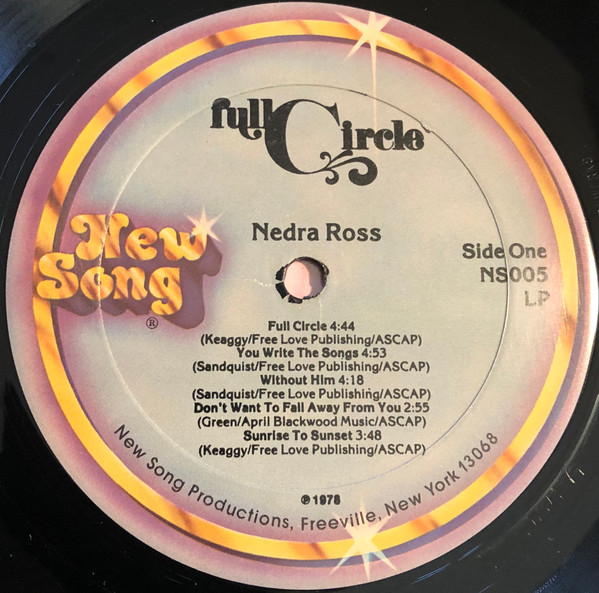 full Circle
New
Song
®
Nedra Ross
Side One
NS005
LP
Full Circle 4:44
(Keaggy/Free Love Publishing/ASCAP)
You Write The Songs 4:53
(Sandquist/Free Love Publishing/ASCAP)
Without Him 4:18
(Sandquist/Free Love Publishing/ASCAP)
Don't Want To Fall Away From You 2:55
(Green/April Blackwood Music/ASCAP)
Sunrise To Sunset 3:48
(Keaggy/Free Love Publishing/ASCAP)
℗ 1978
New Song Productions, Freeville, New York 13068